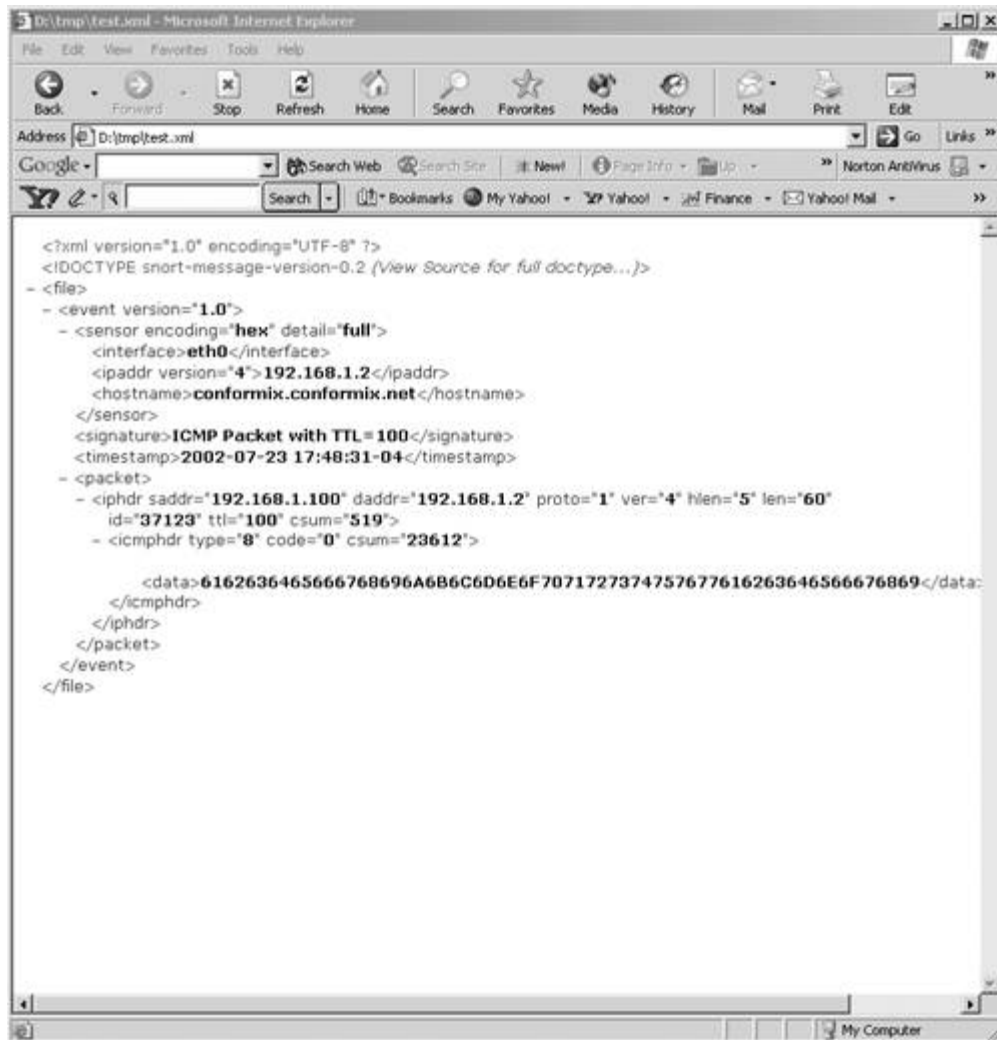 D:\tmp\test.xml - Microsoft Internet Explorer
File Edit View Favorites Tools Help
Back Forward Stop Refresh Home Search Favorites Media History Mail Print Edit »
Address D:\tmp\test.xml Go Links »
Google Search Web Search Site New! Page Info Up » Norton AntiVirus
Y? Search Bookmarks My Yahoo! Yahoo! Finance Yahoo! Mail »
<?xml version="1.0" encoding="UTF-8" ?>
<!DOCTYPE snort-message-version-0.2 (View Source for full doctype...)>
- <file>
- <event version="1.0">
- <sensor encoding="hex" detail="full">
<interface>eth0</interface>
<ipaddr version="4">192.168.1.2</ipaddr>
<hostname>conformix.conformix.net</hostname>
</sensor>
<signature>ICMP Packet with TTL=100</signature>
<timestamp>2002-07-23 17:48:31-04</timestamp>
- <packet>
- <iphdr saddr="192.168.1.100" daddr="192.168.1.2" proto="1" ver="4" hlen="5" len="60"
id="37123" ttl="100" csum="519">
- <icmphdr type="8" code="0" csum="23612">
<data>6162636465666768696A6B6C6D6E6F7071727374757677616263646566676869</data>
</icmphdr>
</iphdr>
</packet>
</event>
</file>
My Computer